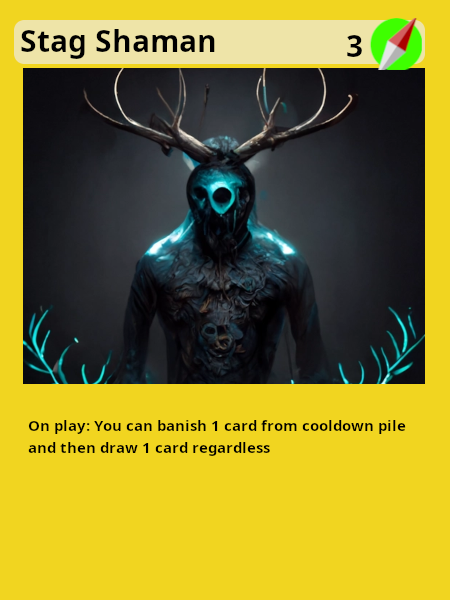 Stag Shaman 3
On play: You can banish 1 card from cooldown pile
and then draw 1 card regardless